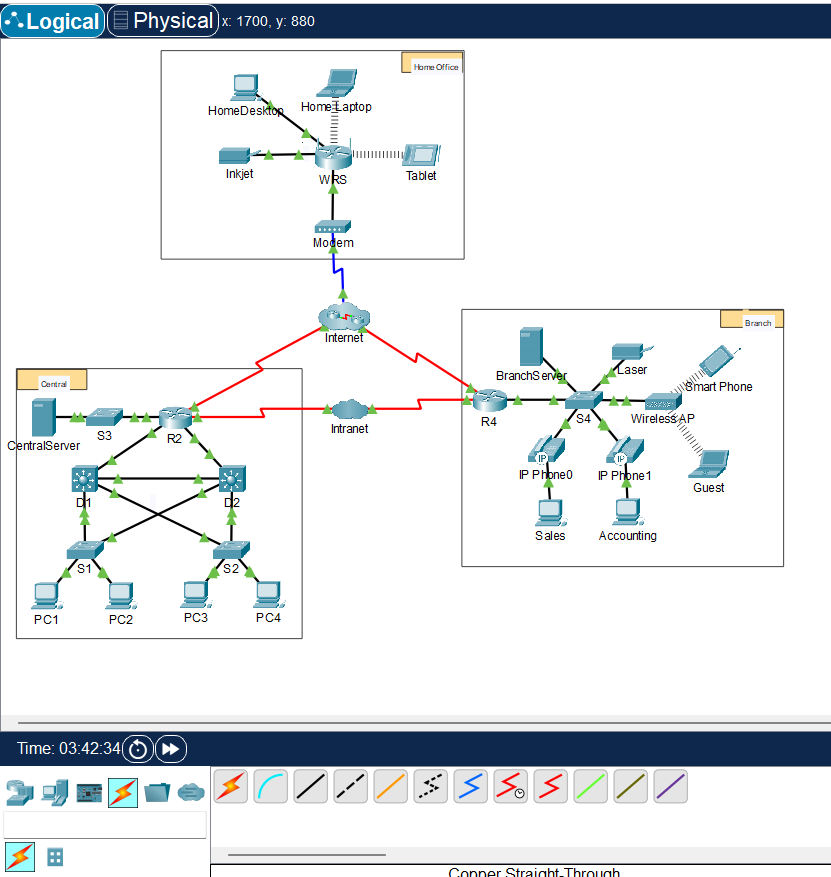 Logical Physical x: 1700, y: 880
Home Office
HomeDesktop Home Laptop
Inkjet WRS Tablet
Modem
Internet
Branch
BranchServer Laser
Smart Phone
Central
CentralServer S3 R2
Intranet
R4 S4 Wireless AP
IP IP
IP Phone0 IP Phone1 Guest
D1 D2
Sales Accounting
S1 S2
PC1 PC2 PC3 PC4
Time: 03:42:34
Copper Straight-Through